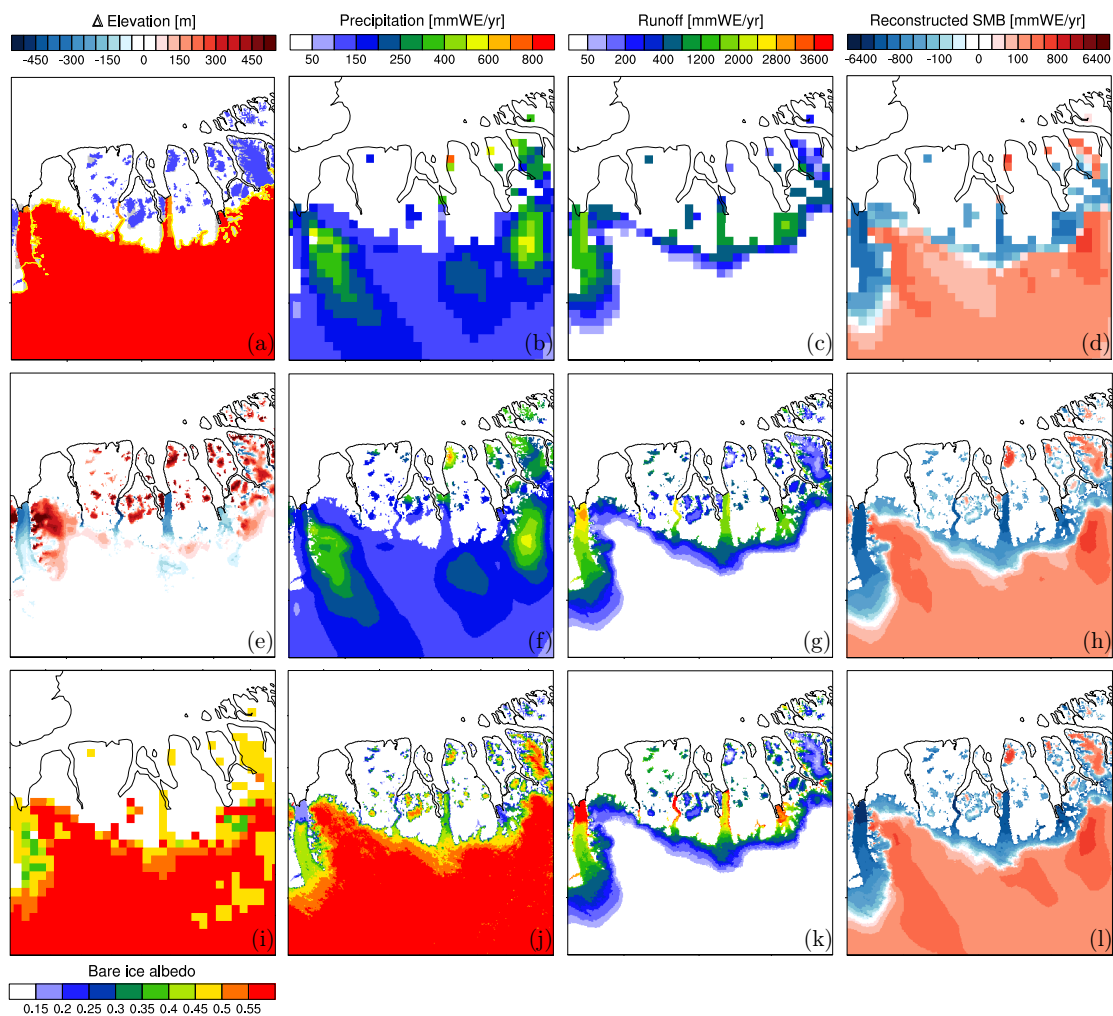 Δ Elevation [m]
Precipitation [mmWE/yr]
Runoff [mmWE/yr]
Reconstructed SMB [mmWE/yr]
-450 -300 -150 0 150 300 450
50 150 250 400 600 800
50 200 400 1200 2000 2800 3600
-6400 -800 -100 0 100 800 6400
(a)
(b)
(c)
(d)
(e)
(f)
(g)
(h)
(i)
(j)
(k)
(l)
Bare ice albedo
0.15 0.2 0.25 0.3 0.35 0.4 0.45 0.5 0.55